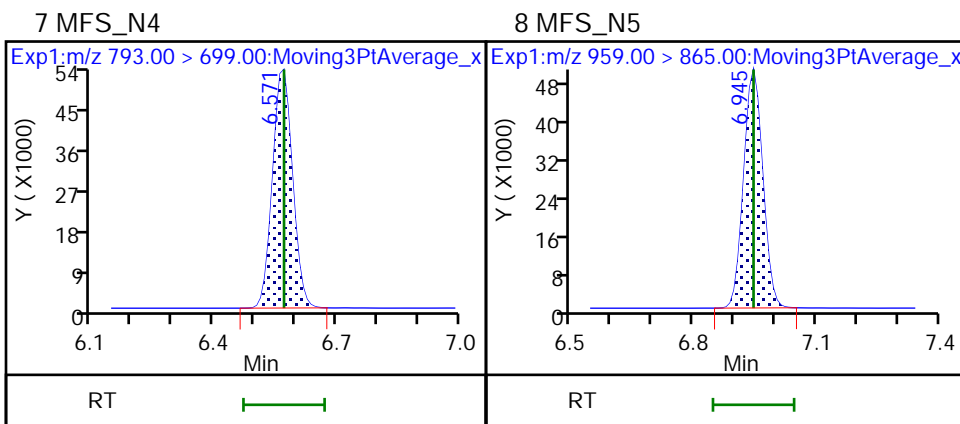 7 MFS_N4
Exp1:m/z 793.00 > 699.00:Moving3PtAverage_x
54
45
36
27
18
9
0
Y ( X1000)
6.571
6.1
6.4
6.7
7.0
Min
RT
8 MFS_N5
Exp1:m/z 959.00 > 865.00:Moving3PtAverage_x
48
40
32
24
16
8
0
Y ( X1000)
6.945
6.5
6.8
7.1
7.4
Min
RT